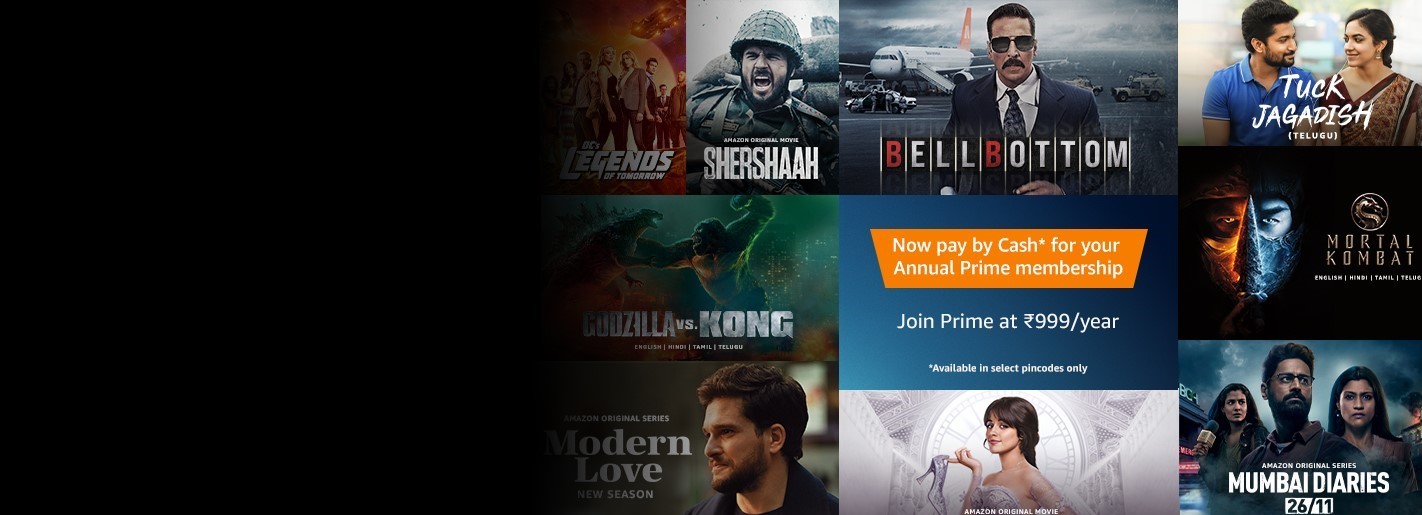 DC's
LEGENDS
OF TOMORROW
AMAZON ORIGINAL MOVIE
SHERSHAAH
BELLBOTTOM
TUCK
JAGADISH
(TELUGU)
GODZILLA vs. KONG
ENGLISH | HINDI | TAMIL | TELUGU
Now pay by Cash* for your
Annual Prime membership
Join Prime at ₹999/year
*Available in select pincodes only
MORTAL
KOMBAT
ENGLISH | HINDI | TAMIL | TELUG
AMAZON ORIGINAL SERIES
Modern
Love
NEW SEASON
AMAZON ORIGINAL MOVIE
AMAZON ORIGINAL SERIES
MUMBAI DIARIES
26/11